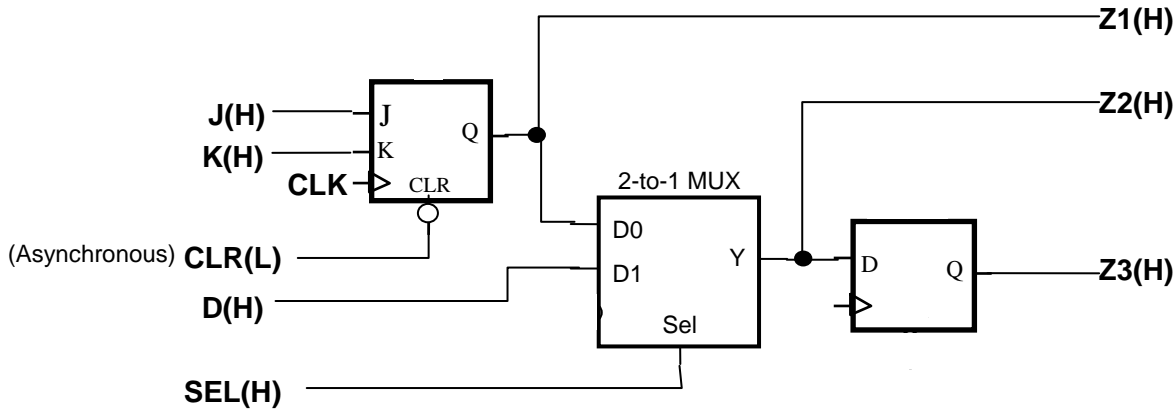 Z1(H)
J(H)
J
Q
Z2(H)
K(H)
K
CLK
CLR
2-to-1 MUX
D0
(Asynchronous) CLR(L)
D1
Y
D
Q
Z3(H)
D(H)
Sel
SEL(H)